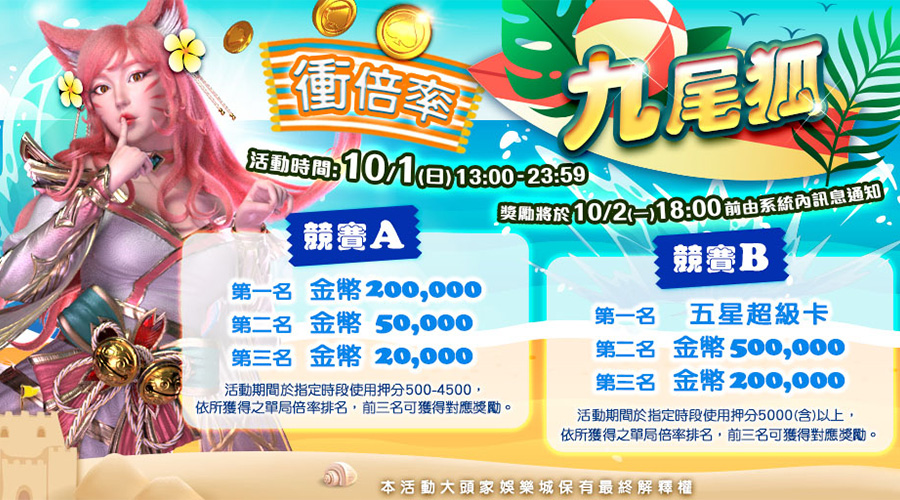 衝倍率
九尾狐
活動時間: 10/1(日)13:00-23:59
獎勵將於10/2(一)18:00前由系統內訊息通知
競賽A
第一名 金幣 200,000
第二名 金幣 50,000
第三名 金幣 20,000
活動期間於指定時段使用押分500-4500，
依所獲得之單局倍率排名，前三名可獲得對應獎勵。
競賽B
第一名 五星超級卡
第二名 金幣 500,000
第三名 金幣 200,000
活動期間於指定時段使用押分5000(含)以上，
依所獲得之單局倍率排名，前三名可獲得對應獎勵。
本活動大頭家娛樂城保有最終解釋權